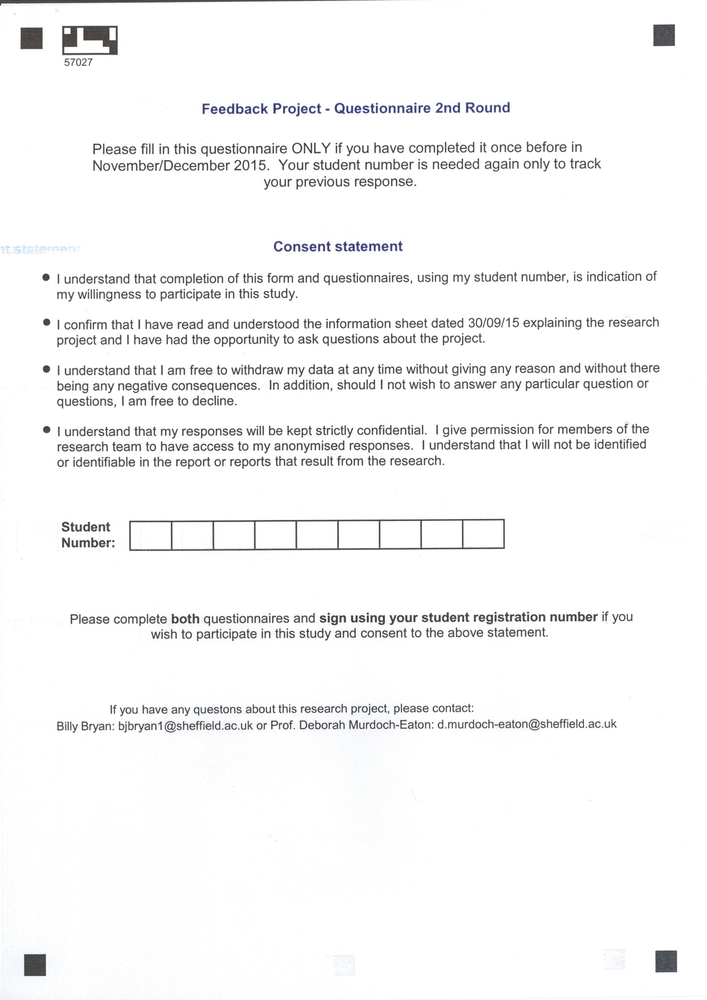 57027
Feedback Project - Questionnaire 2nd Round
Please fill in this questionnaire ONLY if you have completed it once before in
November/December 2015.  Your student number is needed again only to track
your previous response.
Consent statement
nt statement
● I understand that completion of this form and questionnaires, using my student number, is indication of
my willingness to participate in this study.
● I confirm that I have read and understood the information sheet dated 30/09/15 explaining the research
project and I have had the opportunity to ask questions about the project.
● I understand that I am free to withdraw my data at any time without giving any reason and without there
being any negative consequences.  In addition, should I not wish to answer any particular question or
questions, I am free to decline.
● I understand that my responses will be kept strictly confidential.  I give permission for members of the
research team to have access to my anonymised responses.  I understand that I will not be identified
or identifiable in the report or reports that result from the research.
Student
Number:
Please complete both questionnaires and sign using your student registration number if you
wish to participate in this study and consent to the above statement.
If you have any questons about this research project, please contact:
Billy Bryan: bjbryan1@sheffield.ac.uk or Prof. Deborah Murdoch-Eaton: d.murdoch-eaton@sheffield.ac.uk